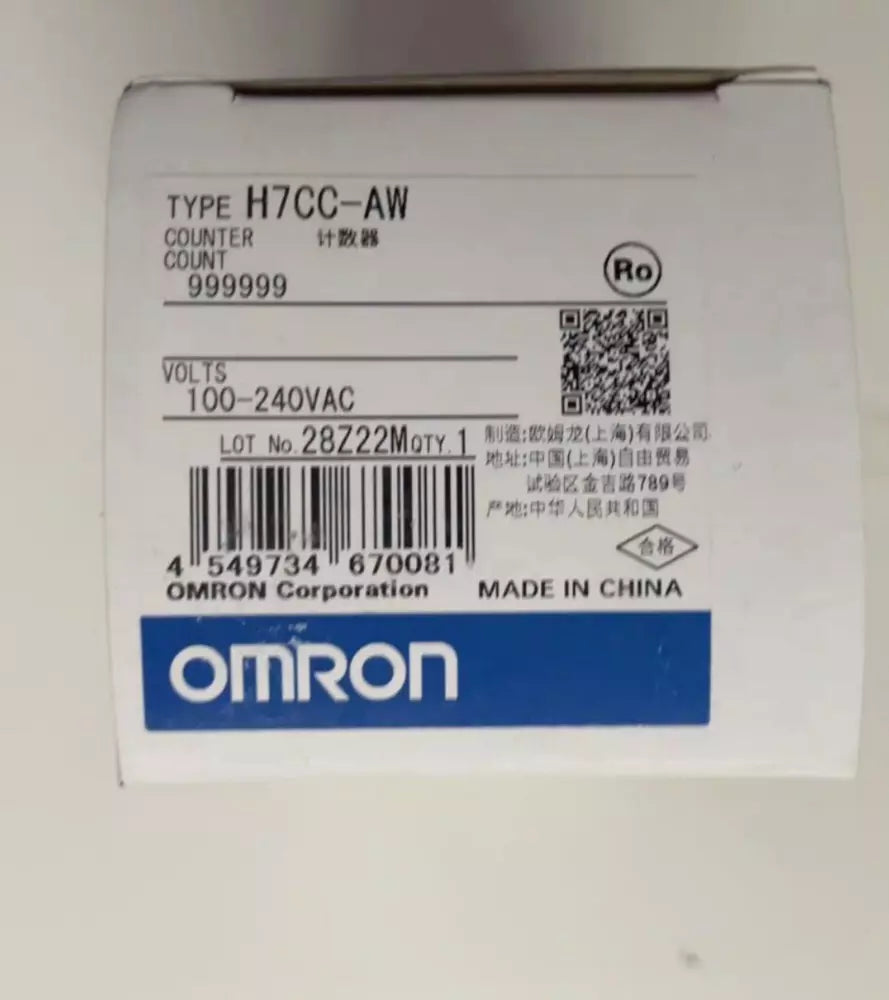 TYPE H7CC-AW
COUNTER 计数器
COUNT
999999
Ro
VOLTS
100-240VAC
LOT No. 28Z22M QTY. 1
制造:欧姆龙(上海)有限公司
地址:中国(上海)自由贸易
试验区金吉路789号
产地:中华人民共和国
合格
4 549734 670081
OMRON Corporation MADE IN CHINA
OMRON